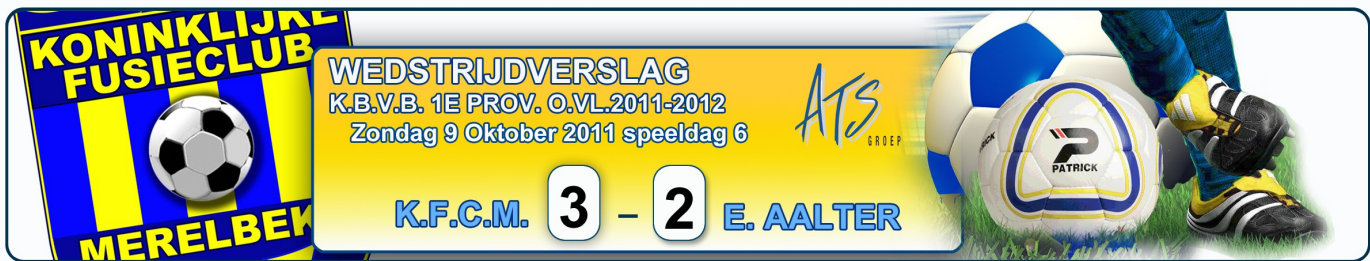 KONINKLIJKE
FUSIECLUB
MERELBEK
WEDSTRIJDVERSLAG
K.B.V.B. 1E PROV. O.VL.2011-2012
Zondag 9 Oktober 2011 speeldag 6
ATS
GROEP
K.F.C.M. 3 – 2 E. AALTER
PATRICK